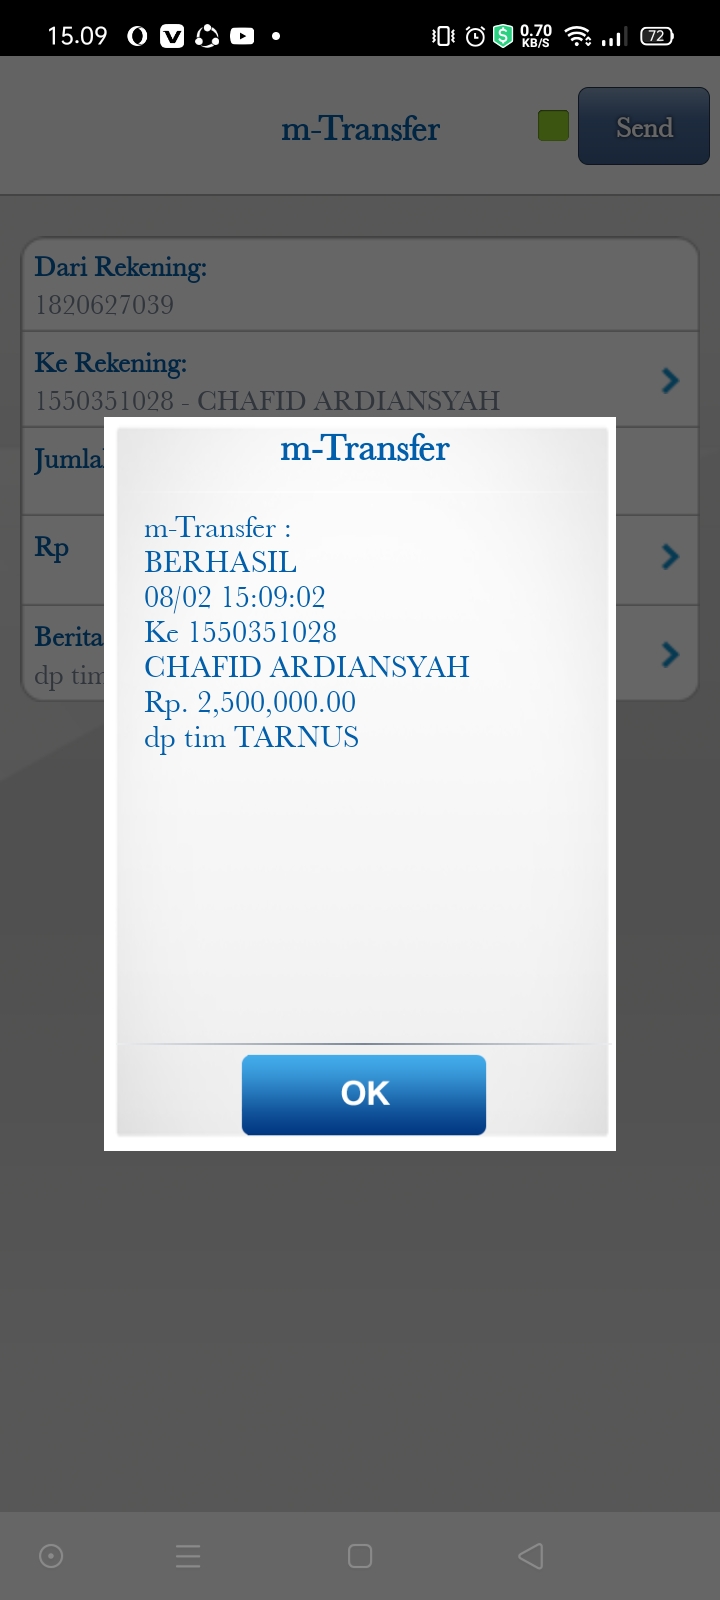 15.09
0.70
KB/S
72
m-Transfer
Send
Dari Rekening:
1820627039
Ke Rekening:
1550351028 - CHAFID ARDIANSYAH
Jumla
Rp
Berita
dp tim
m-Transfer
m-Transfer :
BERHASIL
08/02 15:09:02
Ke 1550351028
CHAFID ARDIANSYAH
Rp. 2,500,000.00
dp tim TARNUS
OK